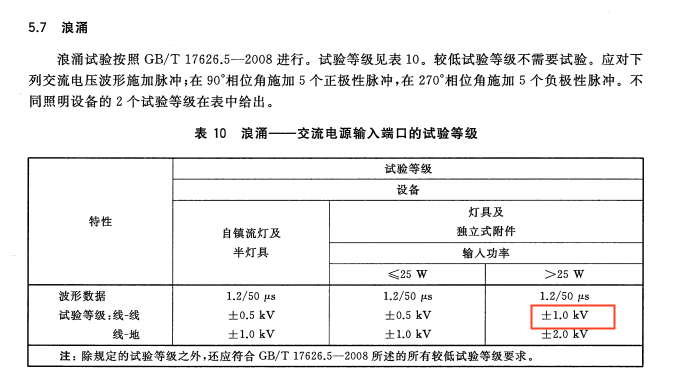 5.7 浪涌
浪涌试验按照 GB/T 17626.5—2008 进行。试验等级见表 10。较低试验等级不需要试验。应对下
列交流电压波形施加脉冲;在 90°相位角施加 5 个正极性脉冲,在 270°相位角施加 5 个负极性脉冲。不
同照明设备的 2 个试验等级在表中给出。
表 10 浪涌——交流电源输入端口的试验等级
试验等级
设备
特性
自镇流灯及
半灯具
灯具及
独立式附件
输入功率
≤25 W
>25 W
波形数据 1.2/50 μs 1.2/50 μs 1.2/50 μs
试验等级:线-线 ±0.5 kV ±0.5 kV ±1.0 kV
线-地 ±1.0 kV ±1.0 kV ±2.0 kV
注:除规定的试验等级之外,还应符合 GB/T 17626.5—2008 所述的所有较低试验等级要求。